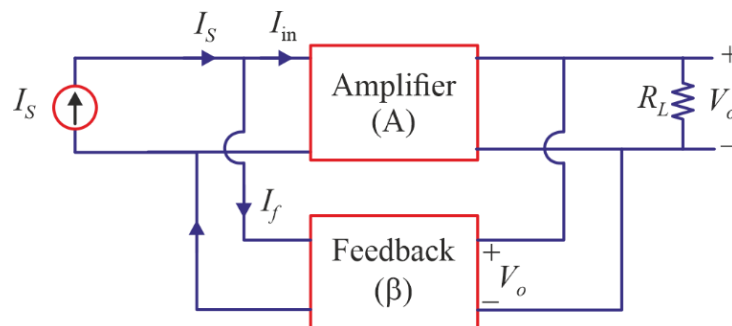 I_S
I_in
I_S
Amplifier
(A)
+
R_L
V_o
−
I_f
Feedback
(β)
+
V_o
−